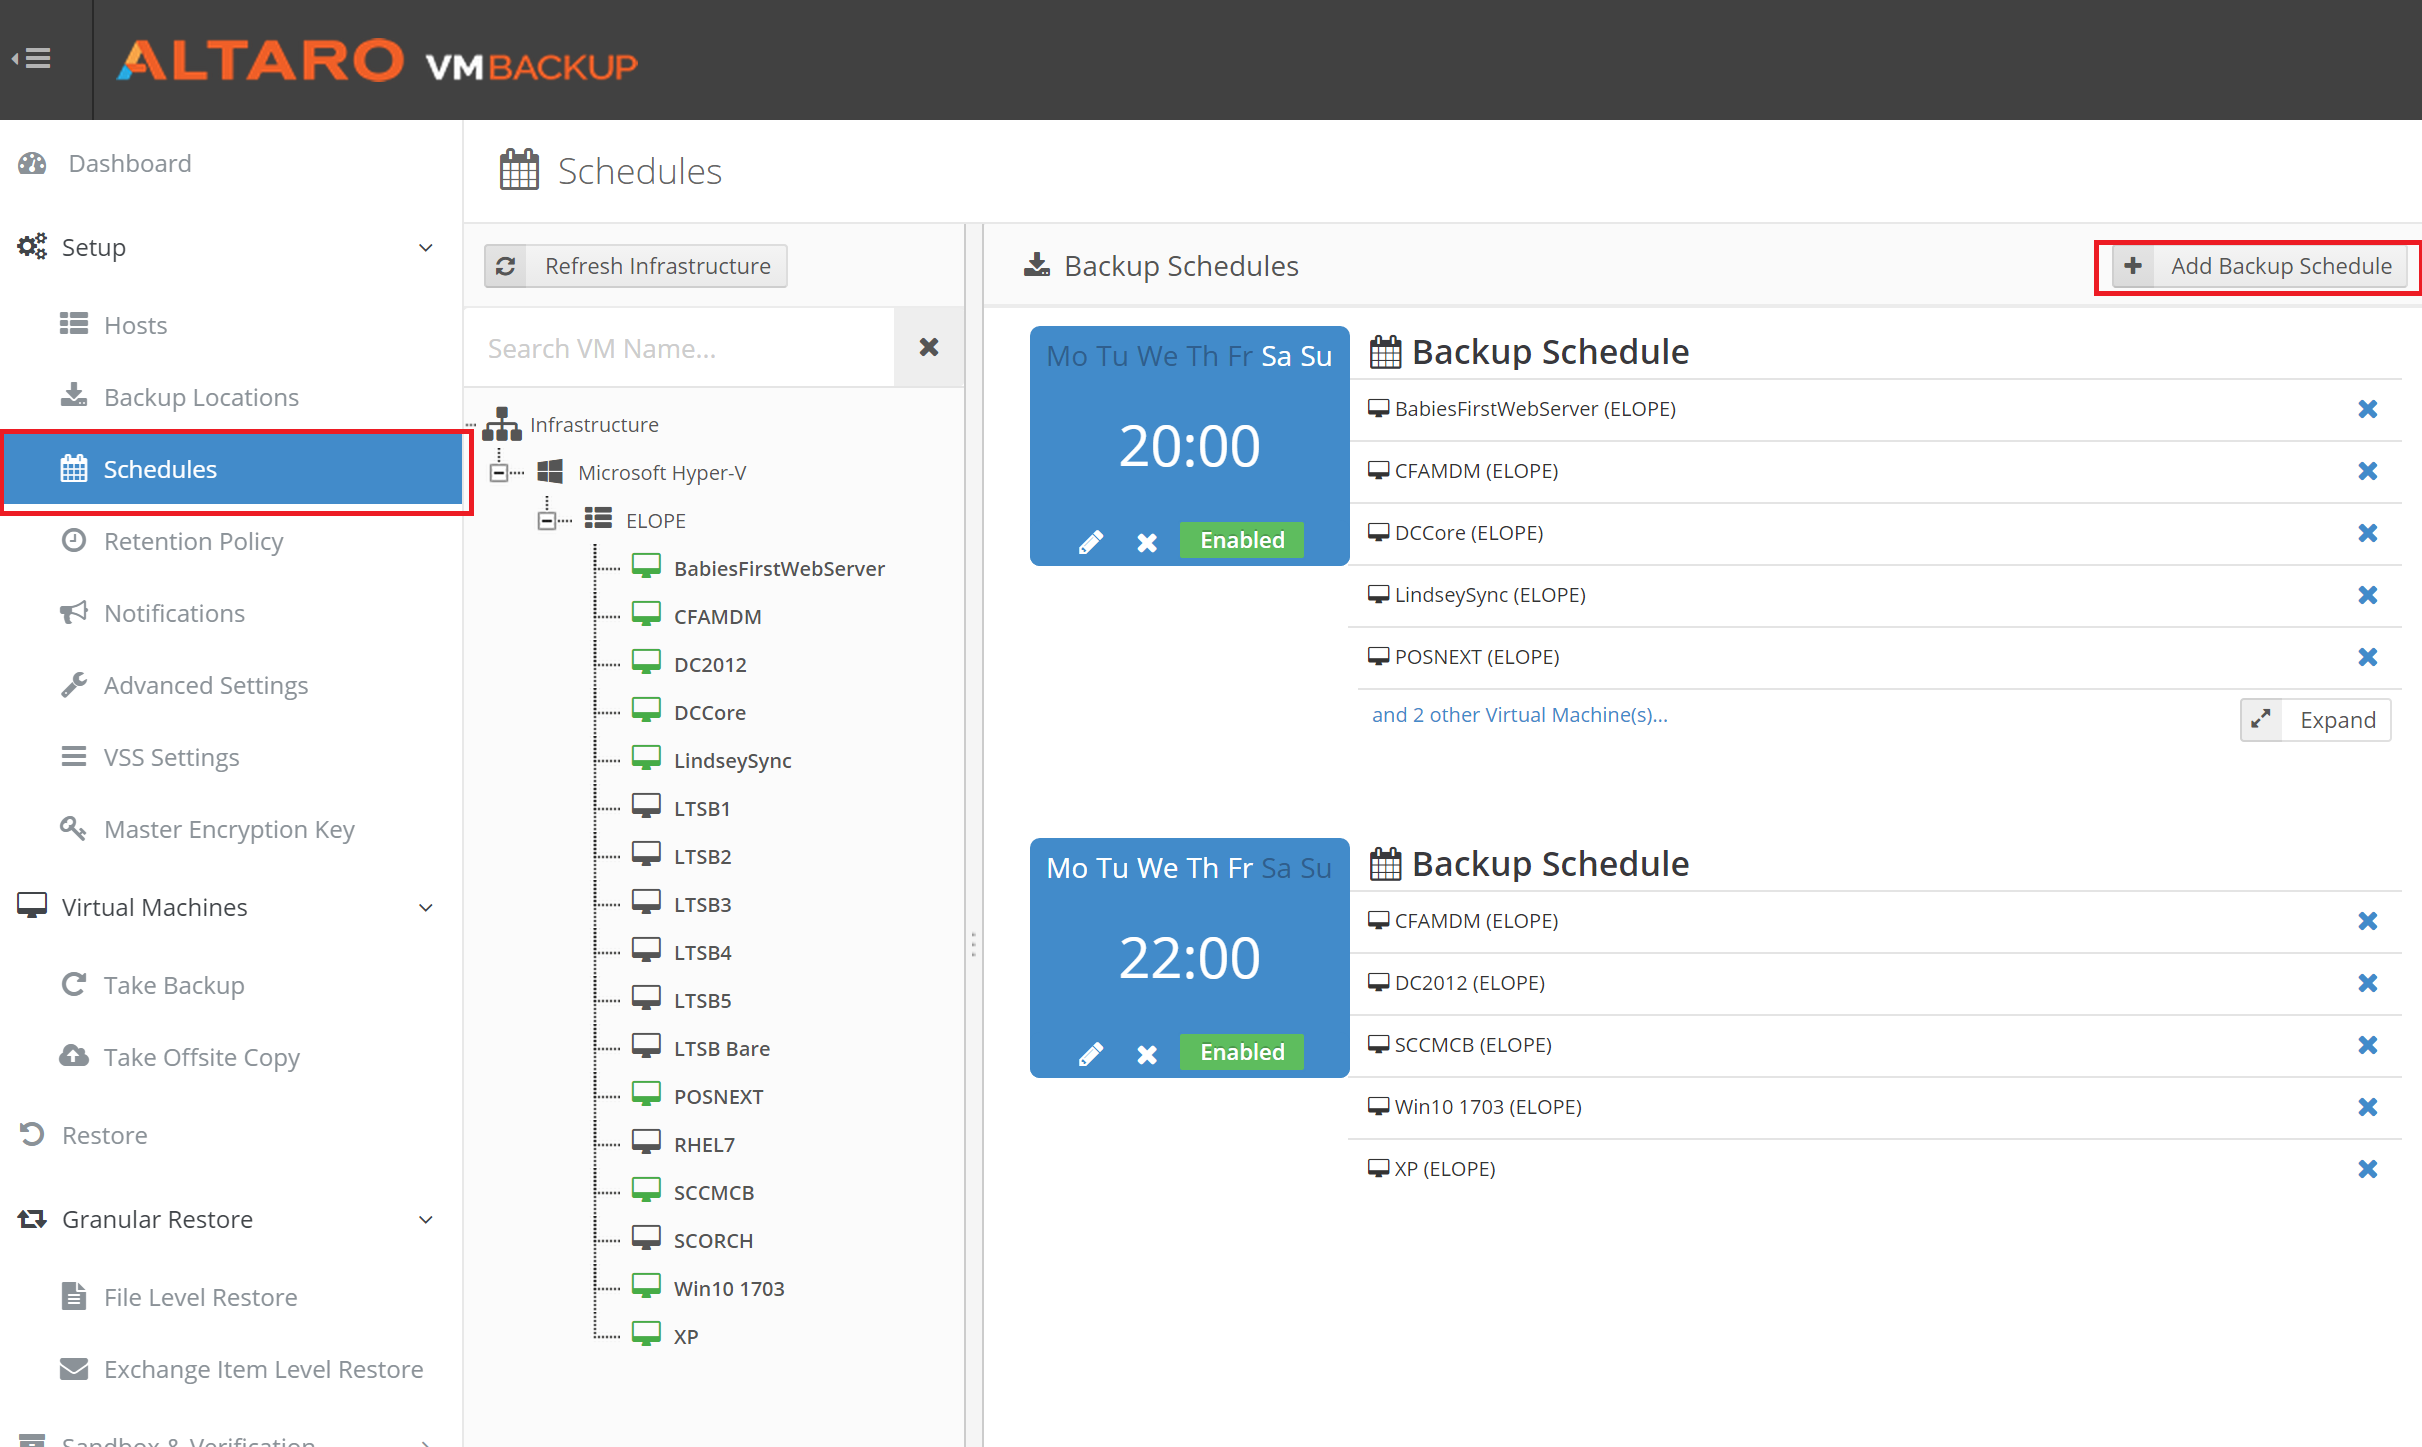 ALTARO VMBACKUP
Dashboard
Setup
Hosts
Backup Locations
Schedules
Retention Policy
Notifications
Advanced Settings
VSS Settings
Master Encryption Key
Virtual Machines
Take Backup
Take Offsite Copy
Restore
Granular Restore
File Level Restore
Exchange Item Level Restore
Sandbox & Verification
Schedules
Refresh Infrastructure
Search VM Name...
Infrastructure
Microsoft Hyper-V
ELOPE
BabiesFirstWebServer
CFAMDM
DC2012
DCCore
LindseySync
LTSB1
LTSB2
LTSB3
LTSB4
LTSB5
LTSB Bare
POSNEXT
RHEL7
SCCMCB
SCORCH
Win10 1703
XP
Backup Schedules
Add Backup Schedule
Mo Tu We Th Fr Sa Su
20:00
Enabled
Backup Schedule
BabiesFirstWebServer (ELOPE)
CFAMDM (ELOPE)
DCCore (ELOPE)
LindseySync (ELOPE)
POSNEXT (ELOPE)
and 2 other Virtual Machine(s)...
Expand
Mo Tu We Th Fr Sa Su
22:00
Enabled
Backup Schedule
CFAMDM (ELOPE)
DC2012 (ELOPE)
SCCMCB (ELOPE)
Win10 1703 (ELOPE)
XP (ELOPE)